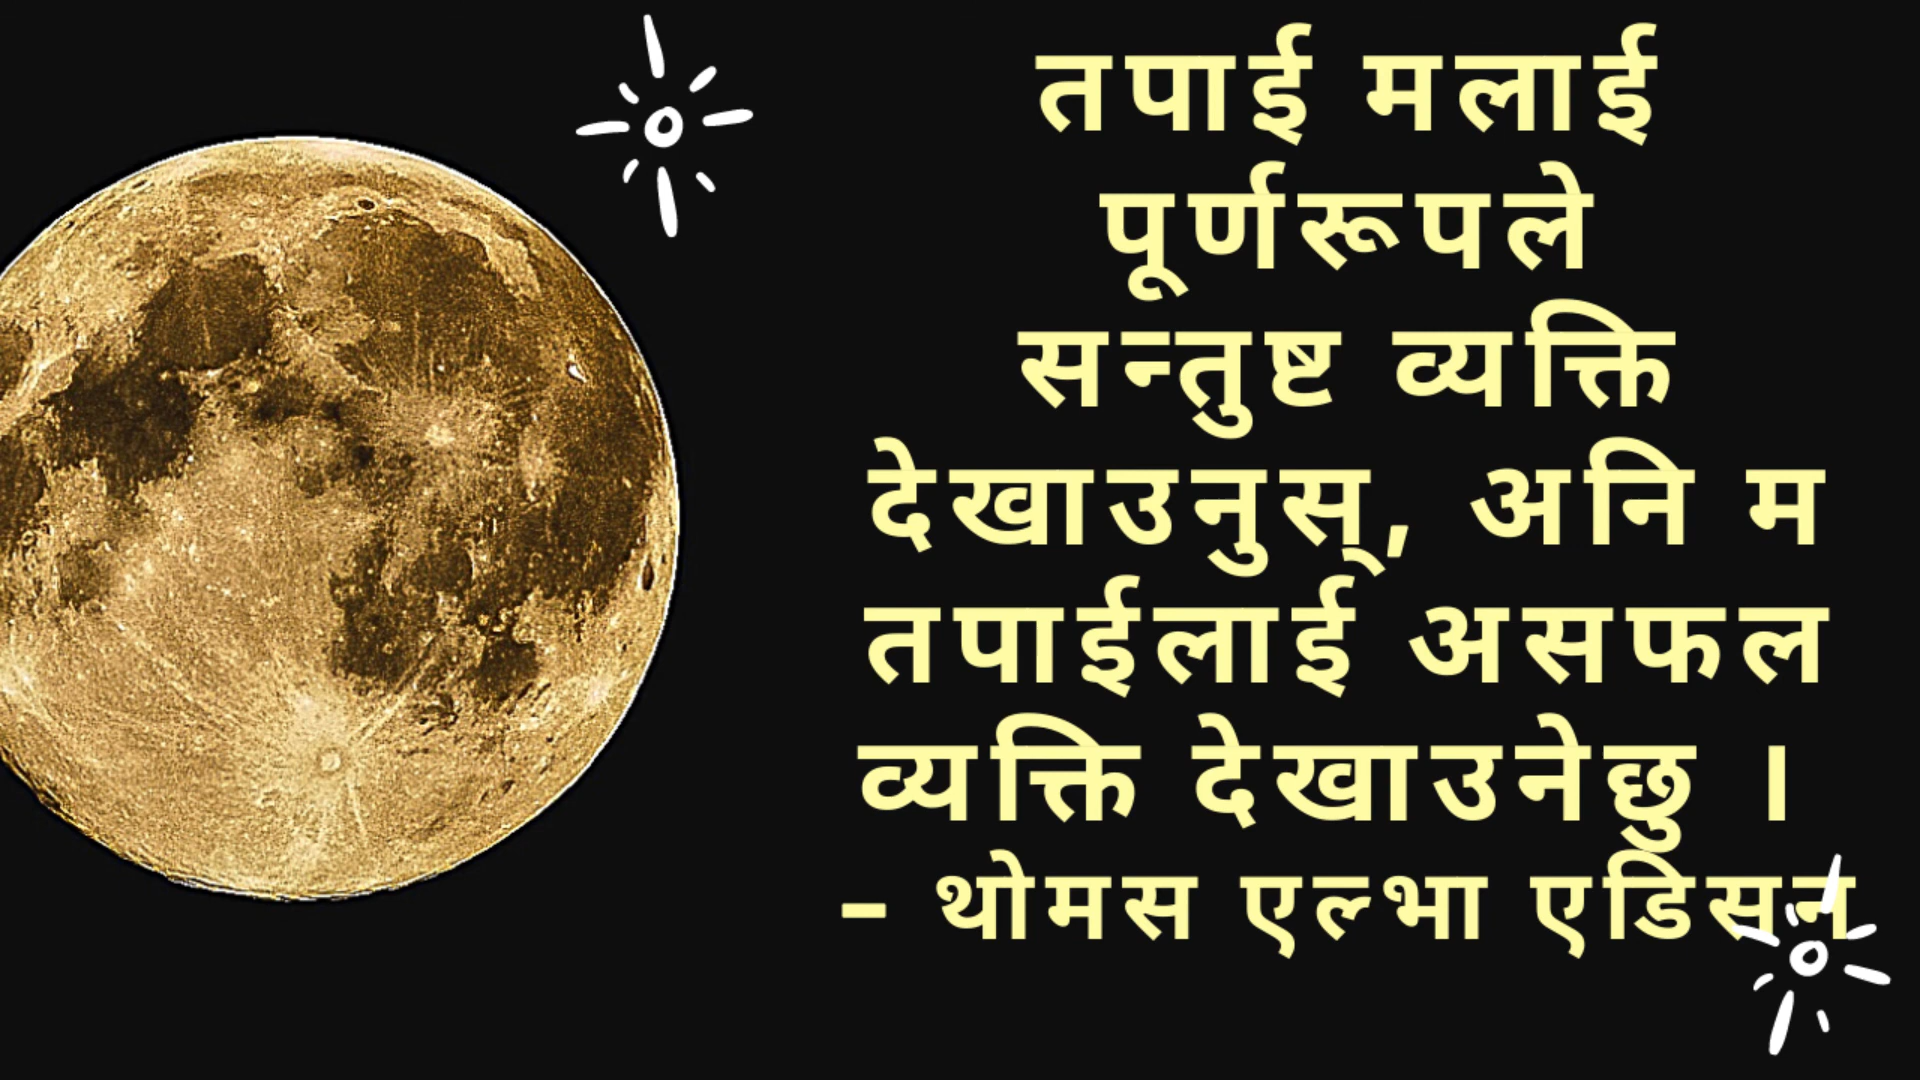 तपाई मलाई
पूर्णरूपले
सन्तुष्ट व्यक्ति
देखाउनुस्, अनि म
तपाईलाई असफल
व्यक्ति देखाउनेछु ।
- थोमस एल्भा एडिसन